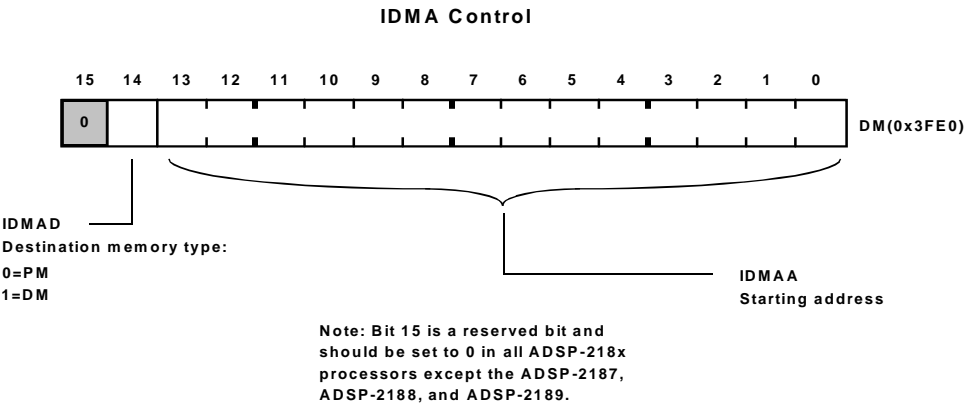 IDMA Control
15 14 13 12 11 10 9 8 7 6 5 4 3 2 1 0
0
DM(0x3FE0)
IDMAD
Destination memory type:
0=PM
1=DM
IDMAA
Starting address
Note: Bit 15 is a reserved bit and
should be set to 0 in all ADSP-218x
processors except the ADSP-2187,
ADSP-2188, and ADSP-2189.